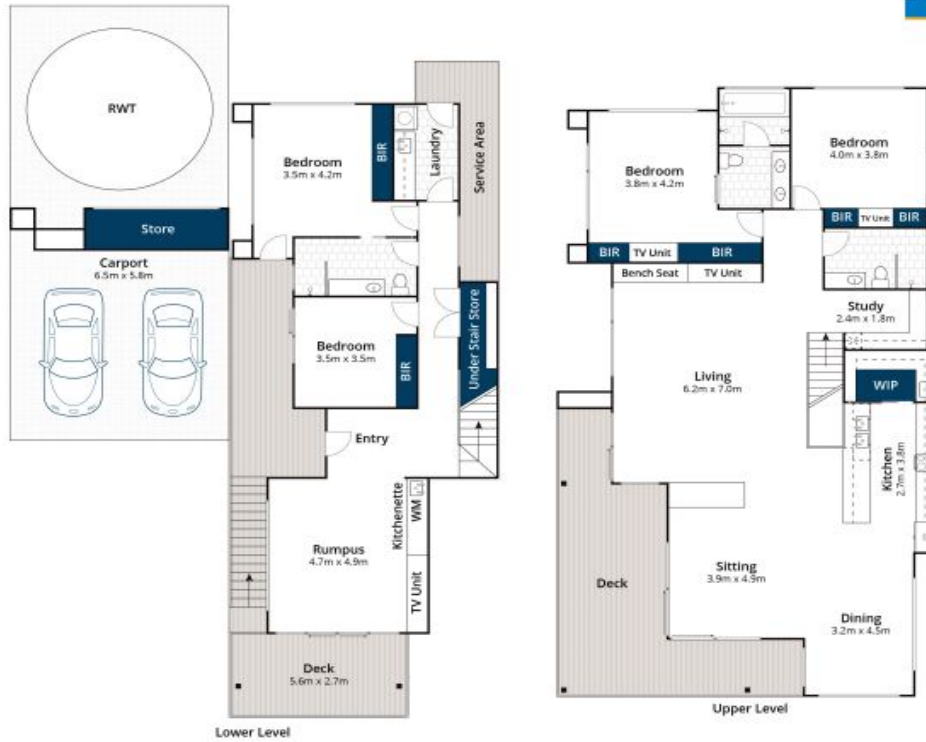 RWT
Store
Carport
6.5m x 5.8m
Bedroom
3.5m x 4.2m
BIR
Laundry
Service Area
Bedroom
3.5m x 3.5m
BIR
Under Stair Store
Entry
Kitchenette
WM
Rumpus
4.7m x 4.9m
TV Unit
Deck
5.6m x 2.7m
Lower Level
Bedroom
3.8m x 4.2m
Bedroom
4.0m x 3.8m
BIR
TV Unit
BIR
BIR
TV Unit
BIR
Bench Seat
TV Unit
Study
2.4m x 1.8m
Living
6.2m x 7.0m
WIP
Kitchen
2.7m x 3.8m
Sitting
3.9m x 4.9m
Deck
Dining
3.2m x 4.5m
Upper Level